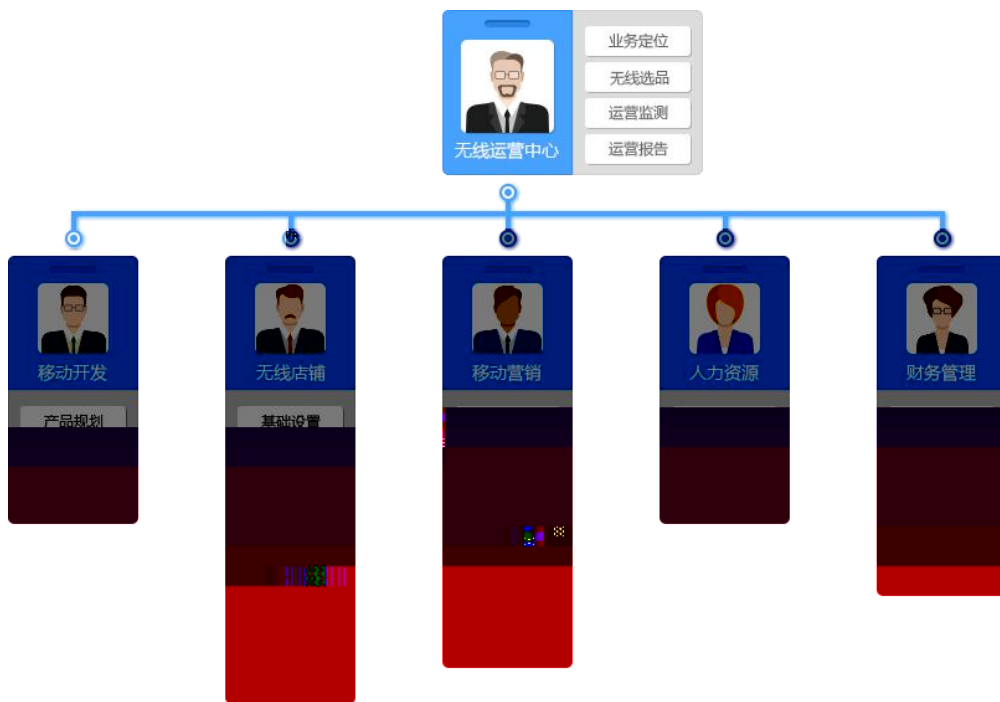 业务定位
无线选品
运营监测
运营报告
无线运营中心
移动开发
无线店铺
移动营销
人力资源
财务管理
产品规划
基础设置